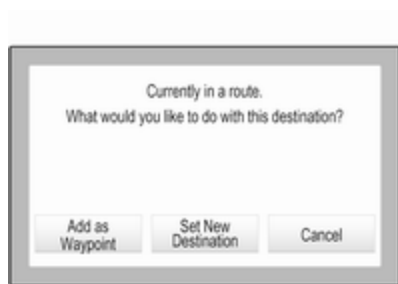 Currently in a route.
What would you like to do with this destination?
Add as
Waypoint
Set New
Destination
Cancel